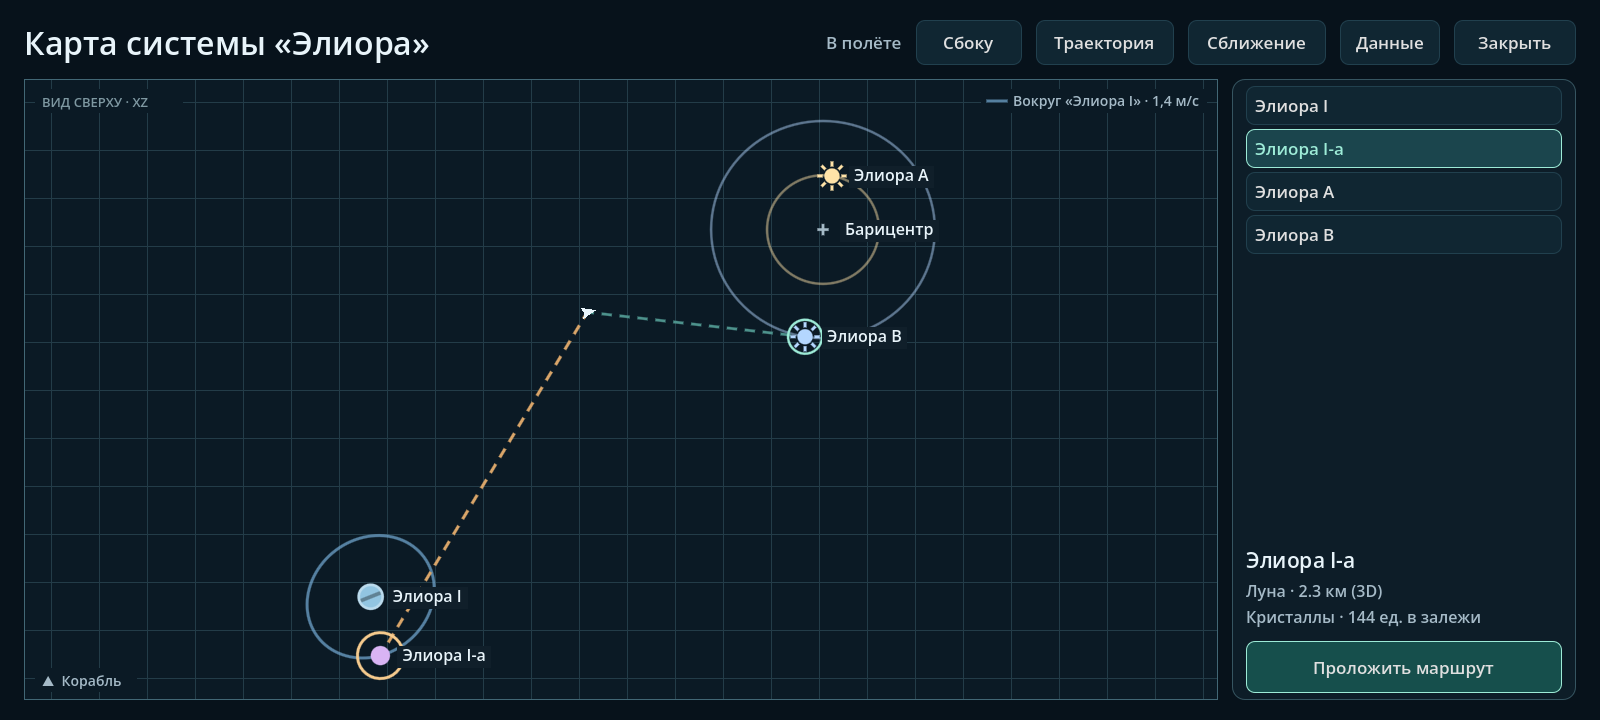 Карта системы «Элиора»
В полёте
Сбоку
Траектория
Сближение
Данные
Закрыть
ВИД СВЕРХУ · XZ
Вокруг «Элиора I» · 1,4 м/с
Элиора A
Барицентр
Элиора B
Элиора I
Элиора I-a
Корабль
Элиора I
Элиора I-a
Элиора A
Элиора B
Элиора I-a
Луна · 2.3 км (3D)
Кристаллы · 144 ед. в залежи
Проложить маршрут